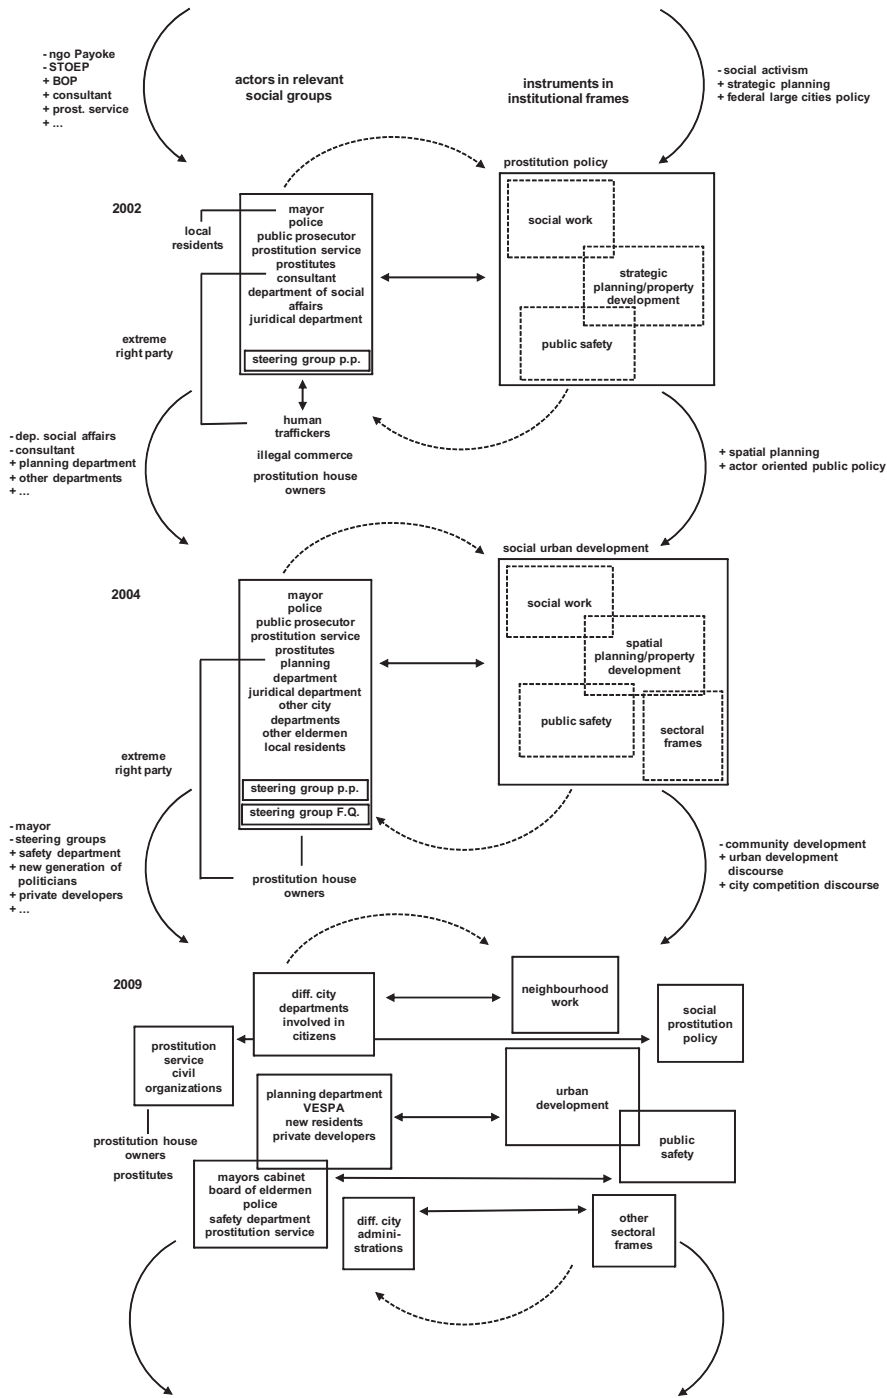 - ngo Payoke
- STOEP
+ BOP
+ consultant
+ prost. service
+ ...
actors in relevant
social groups
instruments in
institutional frames
- social activism
+ strategic planning
+ federal large cities policy
2002
local
residents
mayor
police
public prosecutor
prostitution service
prostitutes
consultant
department of social
affairs
juridical department
steering group p.p.
extreme
right party
human
traffickers
illegal commerce
prostitution house
owners
prostitution policy
social work
strategic
planning/property
development
public safety
- dep. social affairs
- consultant
+ planning department
+ other departments
+ ...
+ spatial planning
+ actor oriented public policy
2004
mayor
police
public prosecutor
prostitution service
prostitutes
planning
department
juridical department
other city
departments
other eldermen
local residents
steering group p.p.
steering group F.Q.
extreme
right party
prostitution house
owners
social urban development
social work
spatial
planning/property
development
public safety
sectoral
frames
- mayor
- steering groups
+ safety department
+ new generation of
politicians
+ private developers
+ ...
- community development
+ urban development
discourse
+ city competition discourse
2009
diff. city
departments
involved in
citizens
neighbourhood
work
social
prostitution
policy
prostitution
service
civil
organizations
prostitution house
owners
prostitutes
planning department
VESPA
new residents
private developers
urban
development
public
safety
mayors cabinet
board of eldermen
police
safety department
prostitution service
diff. city
admini-
strations
other
sectoral
frames